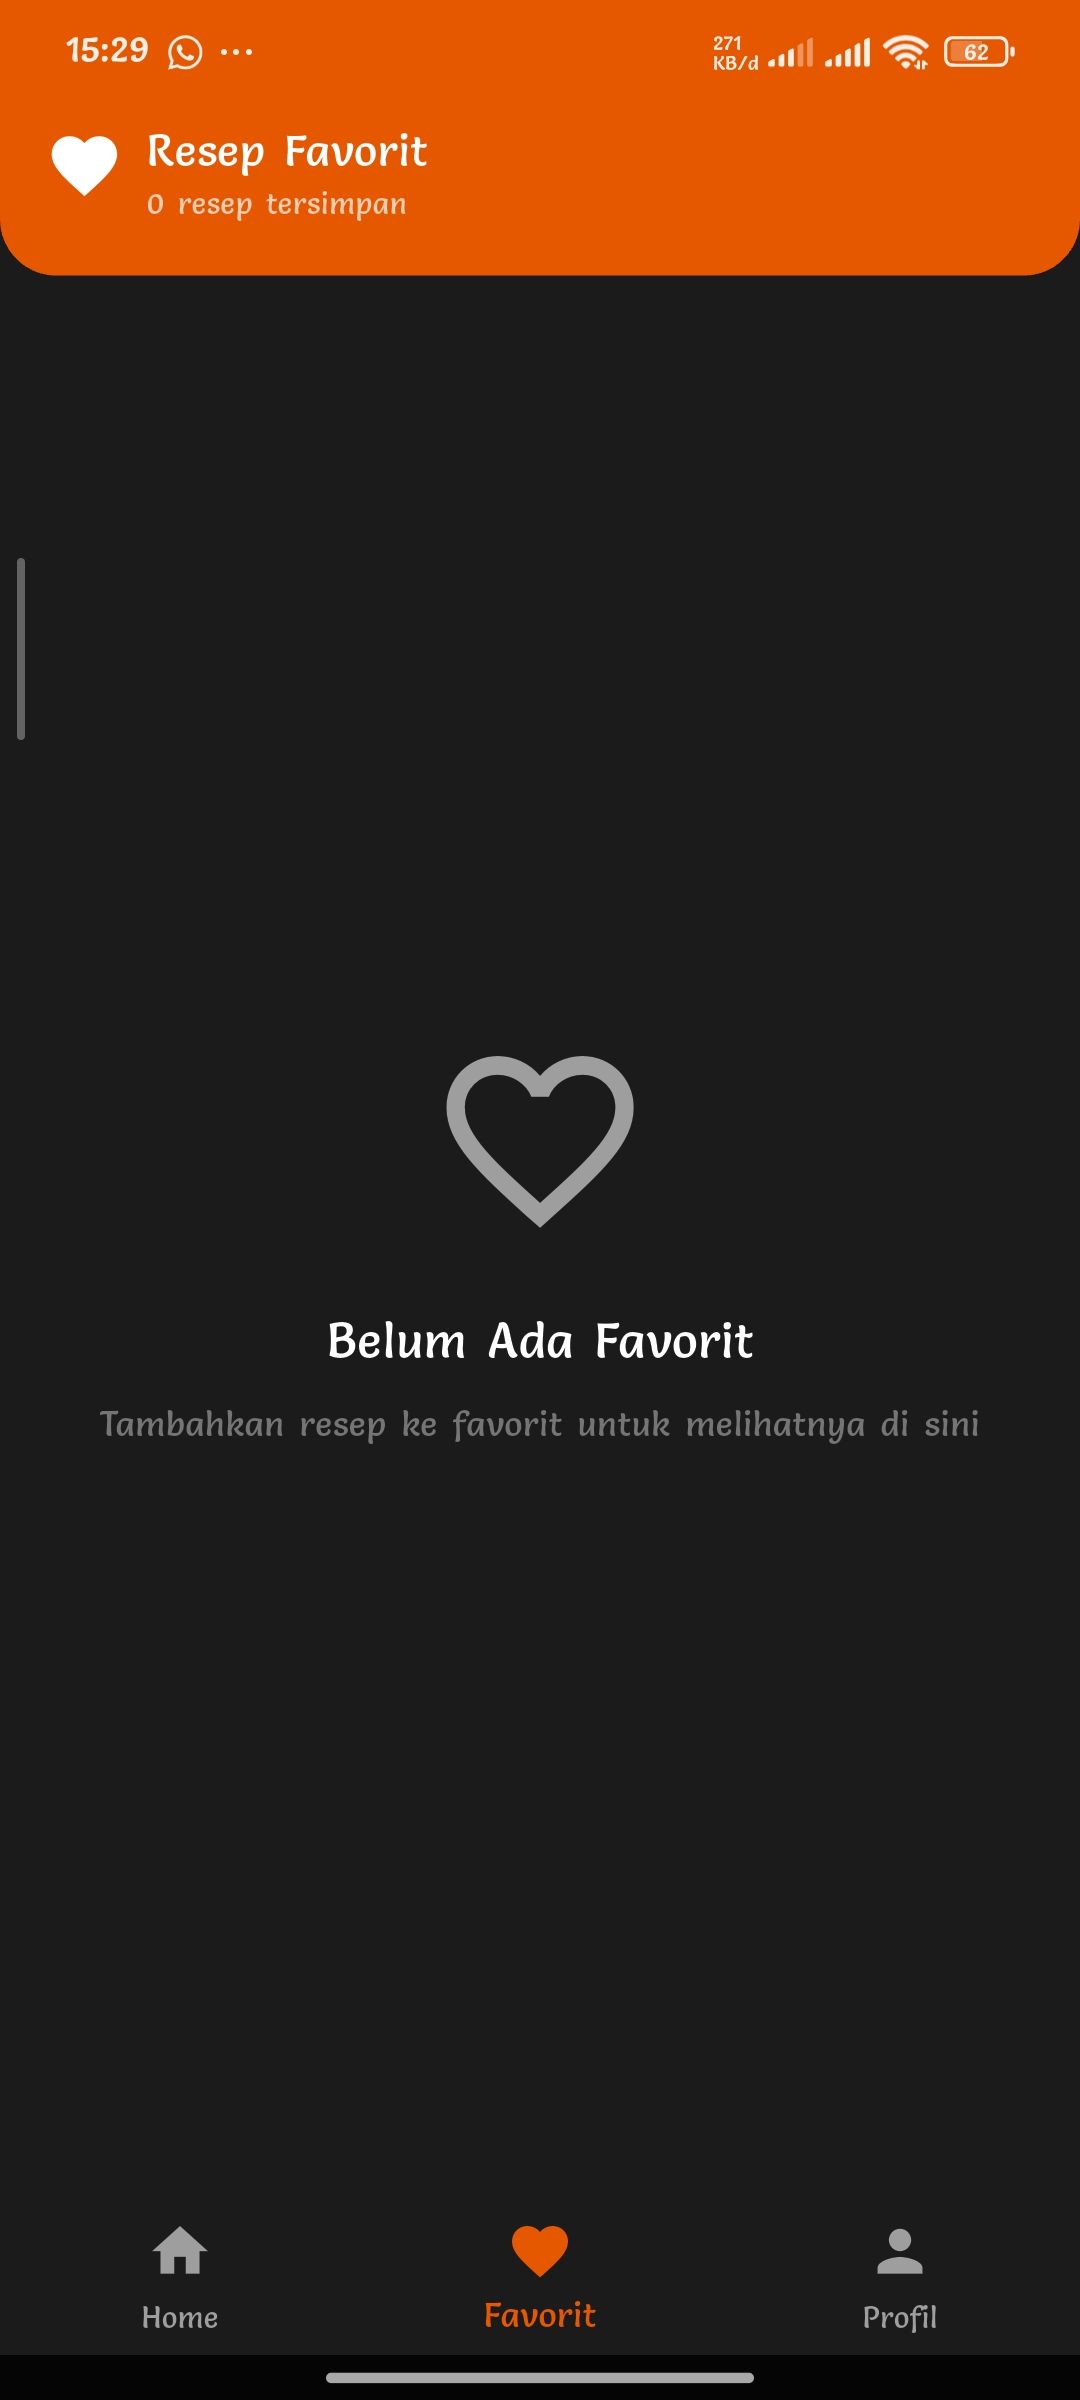 15:29
271
KB/d
62
Resep Favorit
0 resep tersimpan
Belum Ada Favorit
Tambahkan resep ke favorit untuk melihatnya di sini
Home
Favorit
Profil